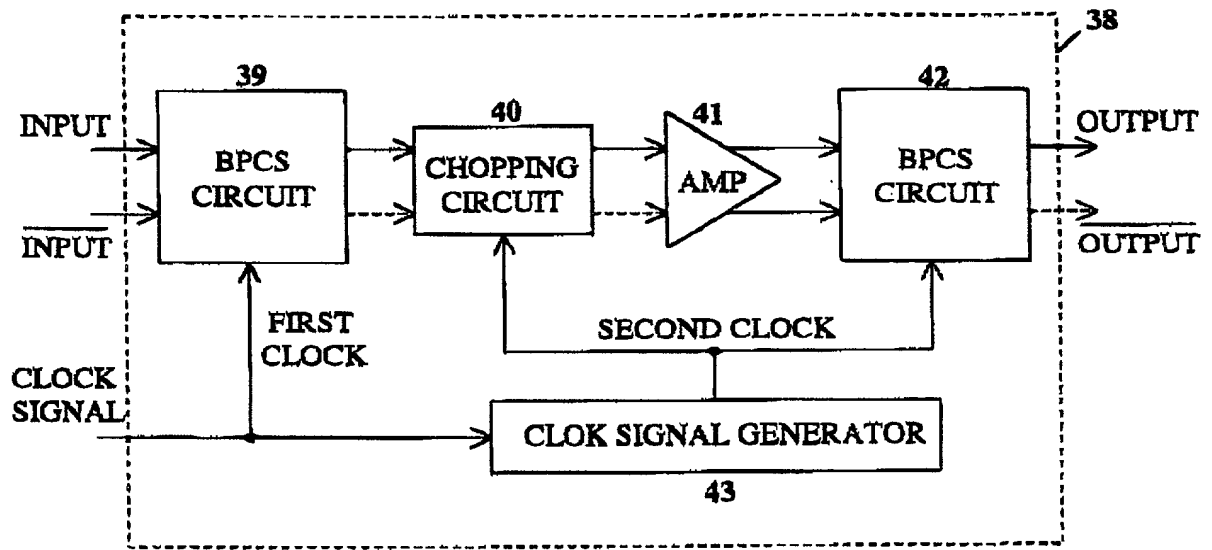 38
39
42
40
41
INPUT
OUTPUT
BPCS
CIRCUIT
CHOPPING
CIRCUIT
AMP
BPCS
CIRCUIT
INPUT
OUTPUT
FIRST
CLOCK
SECOND CLOCK
CLOCK
SIGNAL
CLOK SIGNAL GENERATOR
43